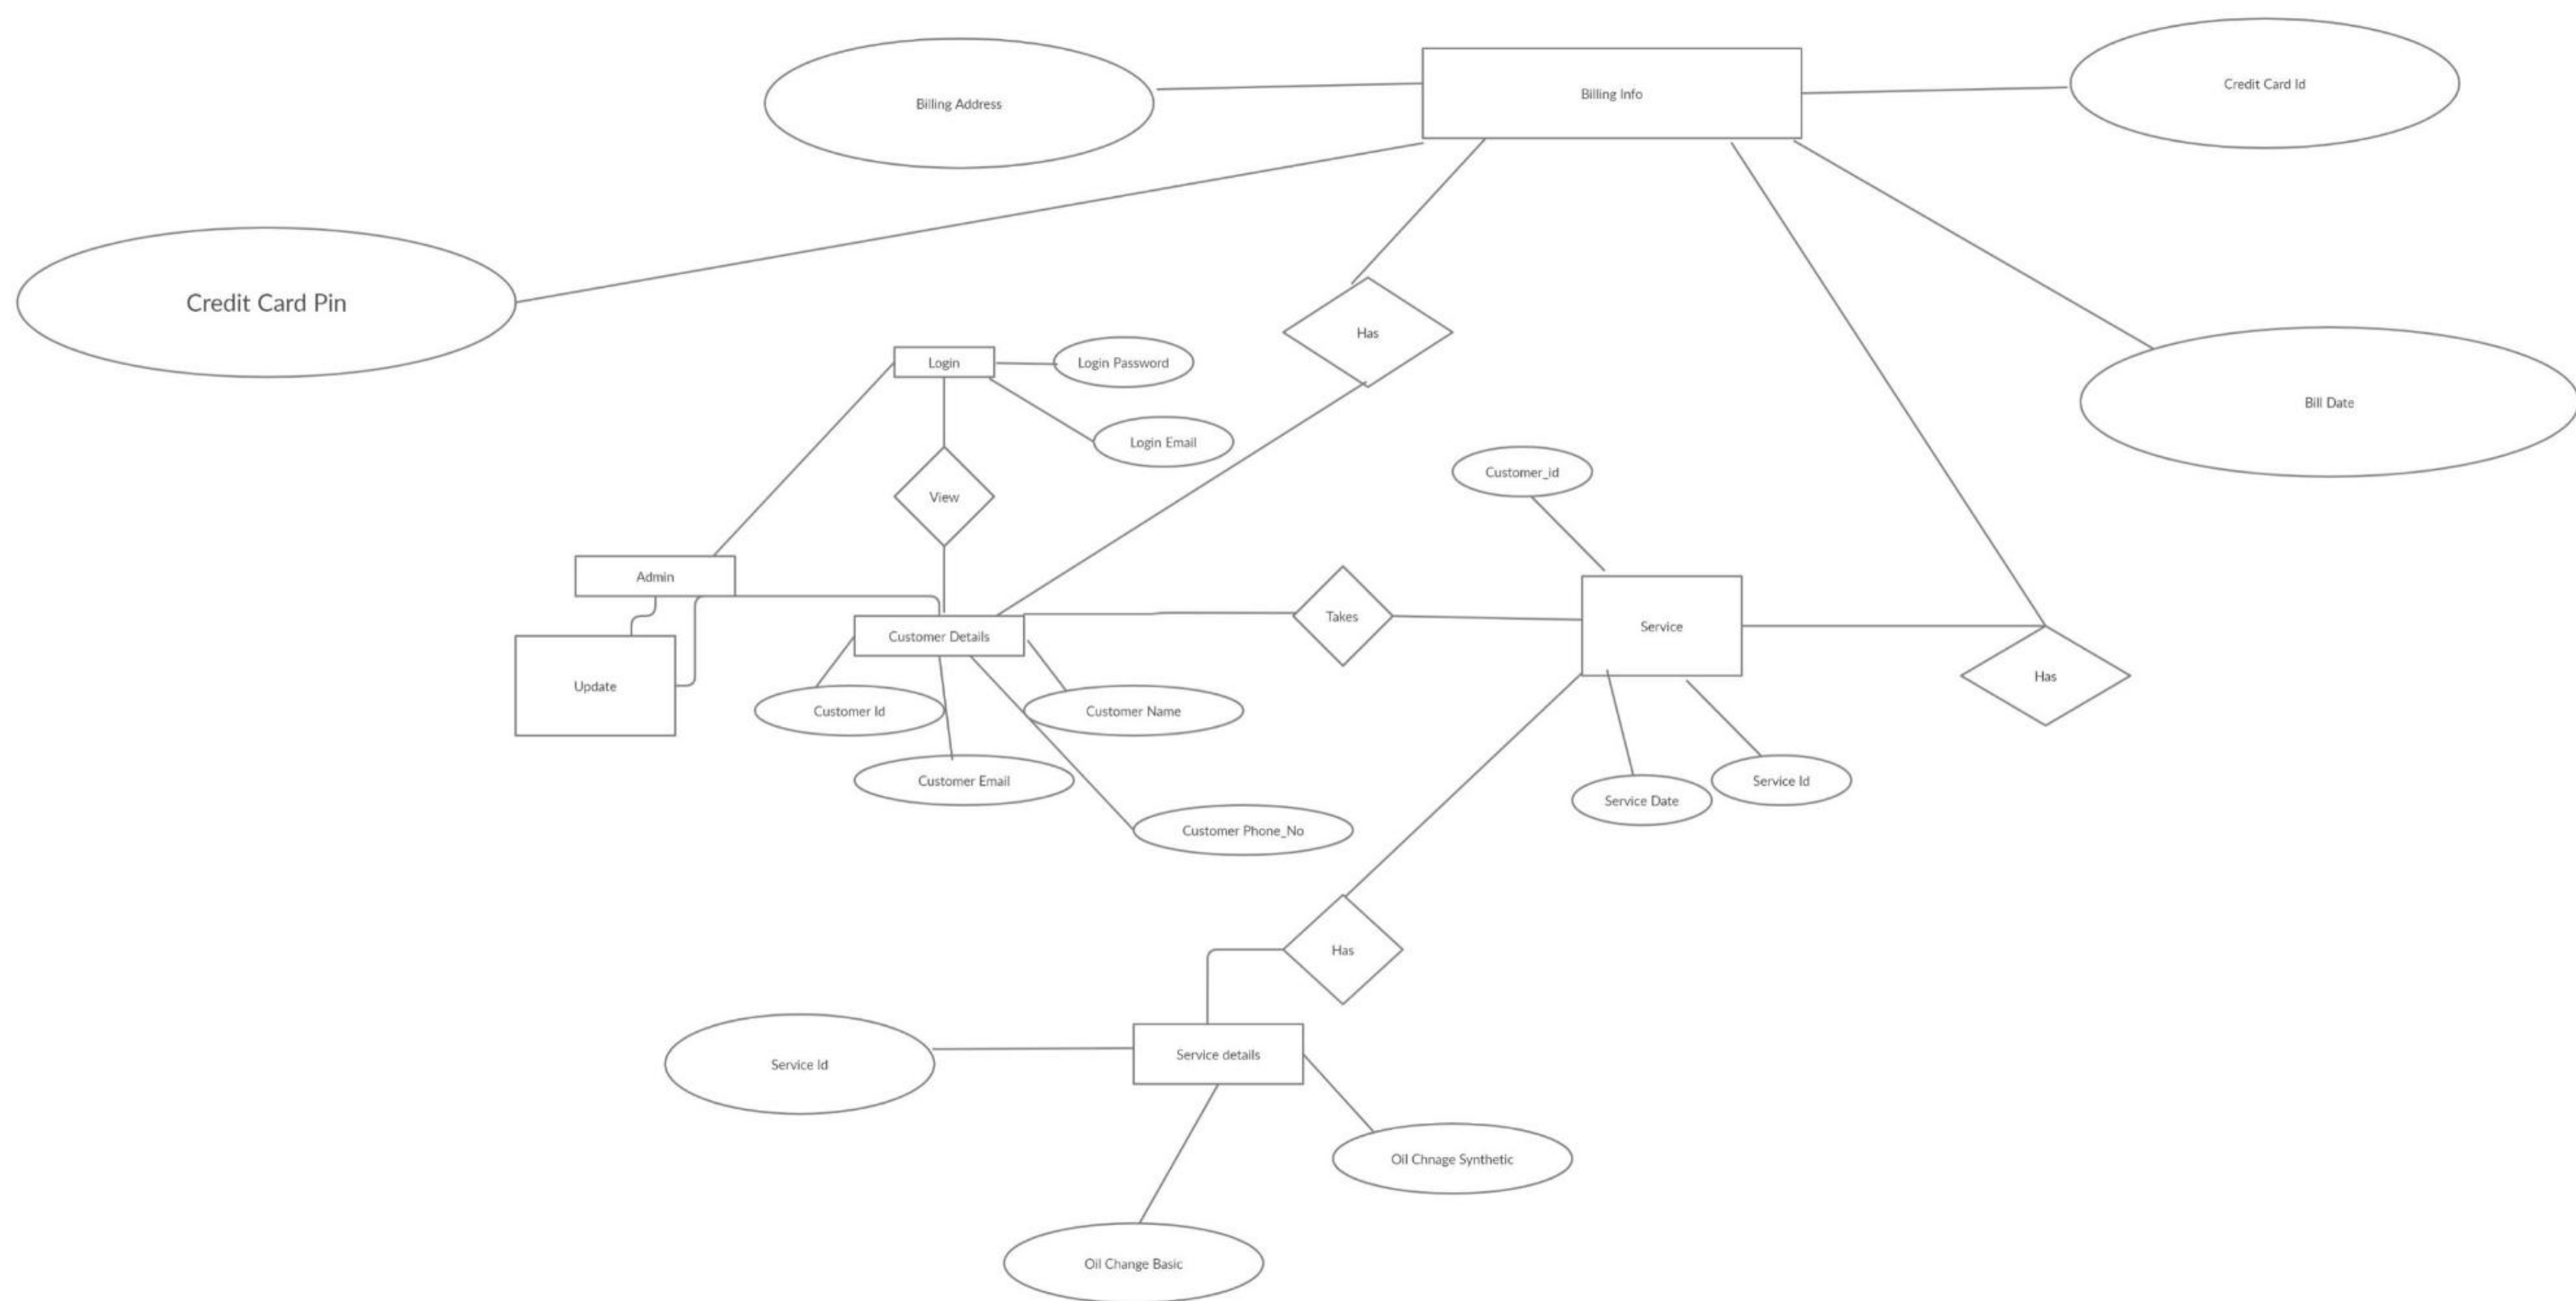 Credit Card Id
Billing Info
Billing Address
Credit Card Pin
Has
Login
Login Password
Bill Date
Login Email
Customer_id
View
Admin
Takes
Service
Customer Details
Has
Update
Customer Id
Customer Name
Customer Email
Service Id
Service Date
Customer Phone_No
Has
Service details
Service Id
Oil Chnage Synthetic
Oil Change Basic